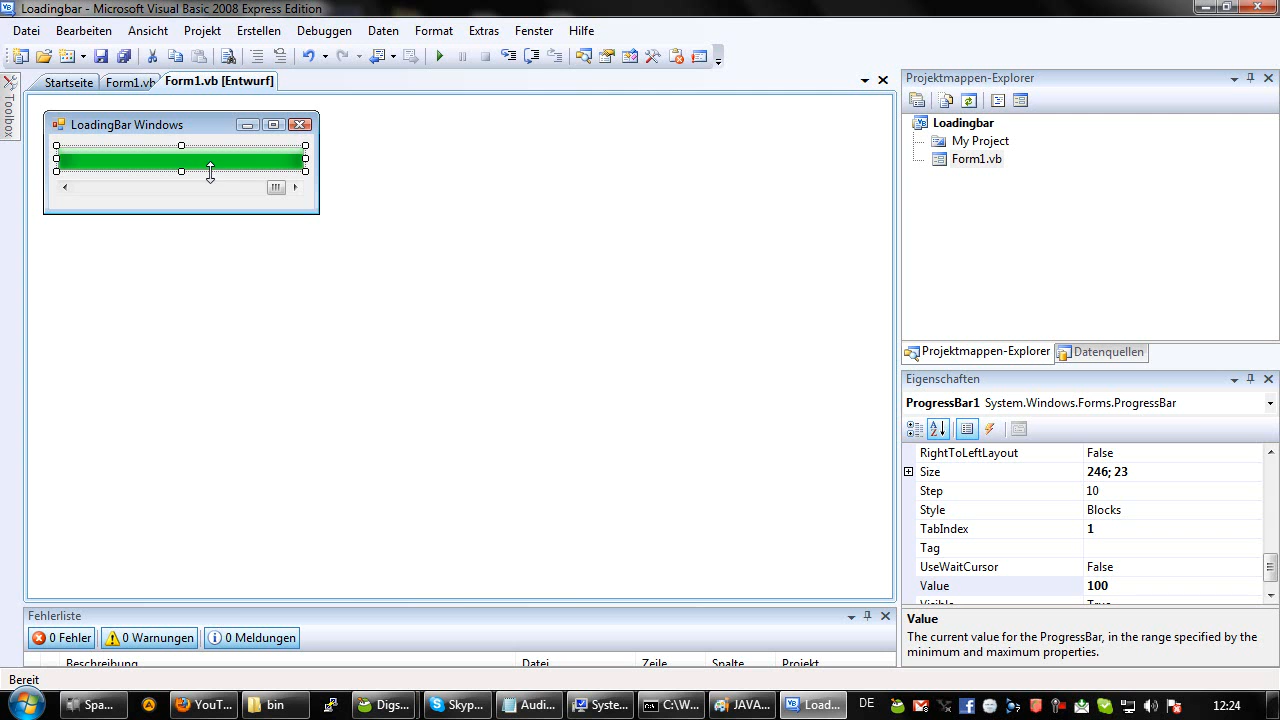 Loadingbar - Microsoft Visual Basic 2008 Express Edition
Datei Bearbeiten Ansicht Projekt Erstellen Debuggen Daten Format Extras Fenster Hilfe
Toolbox
Startseite Form1.vb Form1.vb [Entwurf]
LoadingBar Windows
Projektmappen-Explorer
Loadingbar
My Project
Form1.vb
Projektmappen-Explorer Datenquellen
Eigenschaften
ProgressBar1 System.Windows.Forms.ProgressBar
RightToLeftLayout False
Size 246; 23
Step 10
Style Blocks
TabIndex 1
Tag
UseWaitCursor False
Value 100
Visible True
Value
The current value for the ProgressBar, in the range specified by the
minimum and maximum properties.
Fehlerliste
0 Fehler 0 Warnungen 0 Meldungen
Beschreibung Datei Zeile Spalte Projekt
Bereit
Spa... YouT... bin Digs... Skyp... Audi... Syste... C:\W... JAVA... Load... DE 12:24